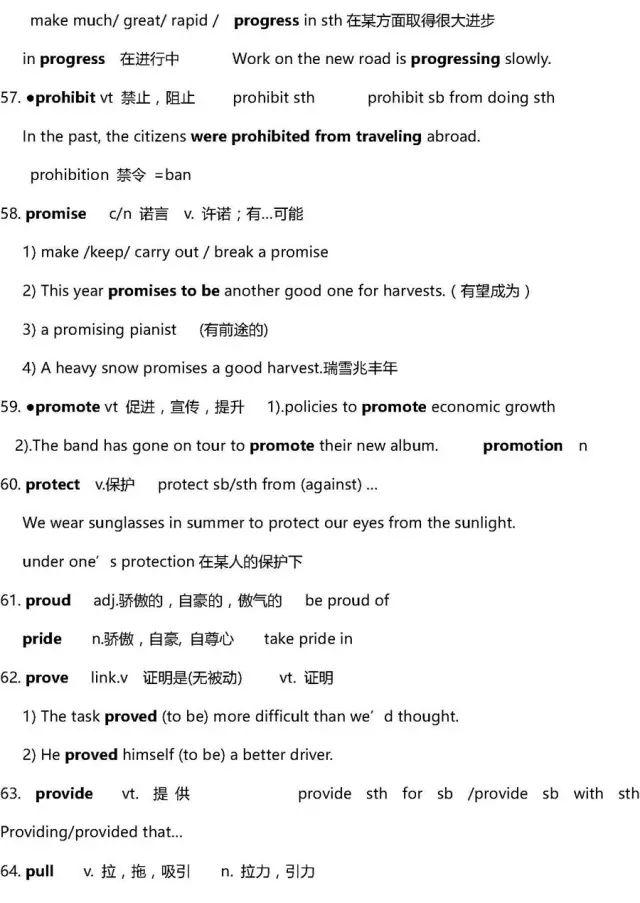 make much/ great/ rapid / progress in sth 在某方面取得很大进步
in progress 在进行中 Work on the new road is progressing slowly.
57. ●prohibit vt 禁止，阻止 prohibit sth prohibit sb from doing sth
In the past, the citizens were prohibited from traveling abroad.
prohibition 禁令 =ban
58. promise c/n 诺言 v. 许诺；有...可能
1) make /keep/ carry out / break a promise
2) This year promises to be another good one for harvests.（有望成为）
3) a promising pianist (有前途的)
4) A heavy snow promises a good harvest.瑞雪兆丰年
59. ●promote vt 促进，宣传，提升 1).policies to promote economic growth
2).The band has gone on tour to promote their new album. promotion n
60. protect v.保护 protect sb/sth from (against) ...
We wear sunglasses in summer to protect our eyes from the sunlight.
under one's protection 在某人的保护下
61. proud adj.骄傲的，自豪的，傲气的 be proud of
pride n.骄傲，自豪, 自尊心 take pride in
62. prove link.v 证明是(无被动) vt. 证明
1) The task proved (to be) more difficult than we'd thought.
2) He proved himself (to be) a better driver.
63. provide vt. 提 供 provide sth for sb /provide sb with sth
Providing/provided that...
64. pull v. 拉，拖，吸引 n. 拉力，引力